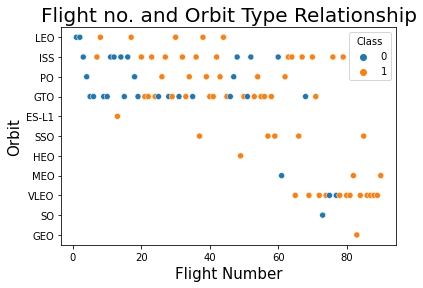 Flight no. and Orbit Type Relationship
Class
0
1
LEO
ISS
PO
GTO
ES-L1
SSO
HEO
MEO
VLEO
SO
GEO
Orbit
0 20 40 60 80
Flight Number